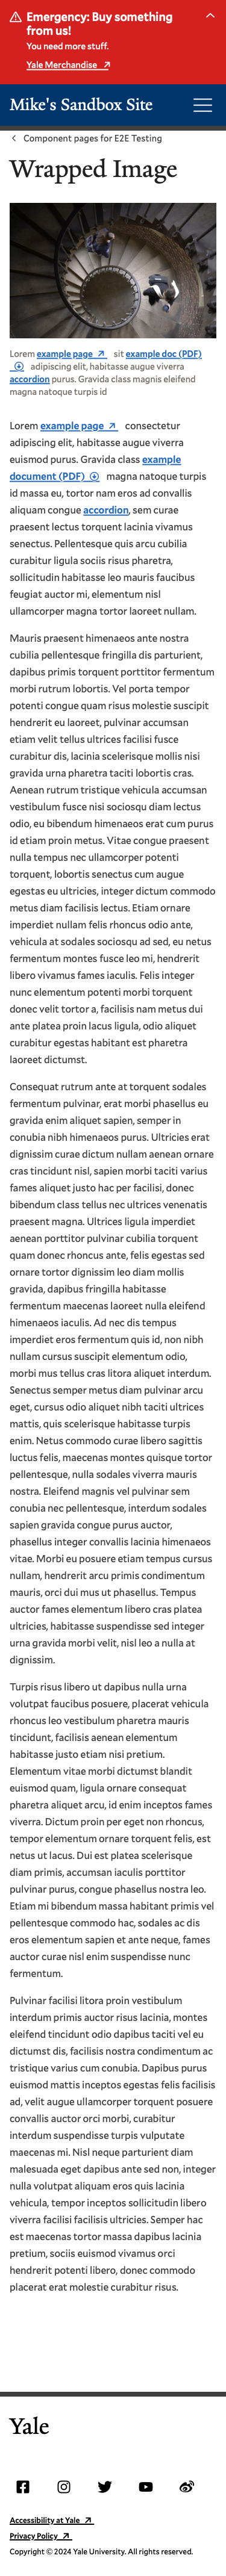 Emergency: Buy something
from us!
You need more stuff.
Yale Merchandise
Mike's Sandbox Site
Component pages for E2E Testing
Wrapped Image
Lorem example page sit example doc (PDF)
adipiscing elit, habitasse augue viverra
accordion purus. Gravida class magnis eleifend
magna natoque turpis id
Lorem example page consectetur
adipiscing elit, habitasse augue viverra
euismod purus. Gravida class example
document (PDF) magna natoque turpis
id massa eu, tortor nam eros ad convallis
aliquam congue accordion, sem curae
praesent lectus torquent lacinia vivamus
senectus. Pellentesque quis arcu cubilia
curabitur ligula sociis risus pharetra,
sollicitudin habitasse leo mauris faucibus
feugiat auctor mi, elementum nisl
ullamcorper magnis tortor laoreet nullam.
Mauris praesent himenaeos ante nostra
cubilia pellentesque fringilla dis parturient,
dapibus primis torquent porttitor fermentum
morbi rutrum lobortis. Vel porta tempor
potenti congue quam risus molestie suscipit
hendrerit eu laoreet, pulvinar accumsan
etiam velit tellus ultrices facilisi fusce
curabitur dis, lacinia scelerisque mollis nisi
gravida urna pharetra taciti lobortis cras.
Aenean rutrum tristique vehicula accumsan
vestibulum fusce nisi sociosqu diam lectus
odio, eu bibendum himenaeos erat cum purus
id etiam proin metus. Vitae congue praesent
nulla tempus nec ullamcorper potenti
torquent, lobortis senectus cum augue
egestas eu ultricies, integer dictum commodo
metus diam facilisis lectus. Etiam ornare
imperdiet nullam felis rhoncus odio ante,
vehicula at sodales sociosqu ad sed, eu netus
fermentum montes fusce leo mi, hendrerit
libero vivamus fames iaculis. Felis integer
nunc elementum potenti morbi torquent
donec velit tortor a, facilisis nam metus dui
ante platea proin lacus ligula, odio aliquet
curabitur egestas habitant est pharetra
laoreet dictumst.
Consequat rutrum ante at torquent sodales
fermentum pulvinar, erat morbi phasellus eu
gravida enim aliquet sapien, semper in
conubia nibh himenaeos purus. Ultricies erat
dignissim curae dictum nullam aenean ornare
cras tincidunt nisl, sapien morbi taciti varius
fames aliquet justo hac per facilisi, donec
bibendum class tellus nec ultrices venenatis
praesent magna. Ultrices ligula imperdiet
aenean porttitor pulvinar cubilia torquent
quam donec rhoncus ante, felis egestas sed
ornare tortor dignissim leo diam mollis
gravida, dapibus fringilla habitasse
fermentum maecenas laoreet nulla eleifend
himenaeos iaculis. Ad nec dis tempus
imperdiet eros fermentum quis id, non nibh
nullam cursus suscipit elementum odio,
morbi mus tellus cras litora aliquet interdum.
Senectus semper metus diam pulvinar arcu
eget, cursus odio aliquet nibh taciti ultrices
mattis, quis scelerisque habitasse turpis
enim. Netus commodo curae libero sagittis
luctus felis, maecenas montes quisque tortor
pellentesque, nulla sodales viverra mauris
nostra. Eleifend magnis vel pulvinar sem
conubia nec pellentesque, interdum sodales
sapien gravida congue purus auctor,
phasellus integer convallis lacinia himenaeos
vitae. Morbi eu posuere etiam tempus cursus
nullam, hendrerit arcu primis condimentum
mauris, orci dui mus ut phasellus. Tempus
auctor fames elementum libero cras platea
ultricies, habitasse suspendisse sed integer
urna gravida morbi velit, nisl leo a nulla at
dignissim.
Turpis risus libero ut dapibus nulla urna
volutpat faucibus posuere, placerat vehicula
rhoncus leo vestibulum pharetra mauris
tincidunt, facilisis aenean elementum
habitasse justo etiam nisi pretium.
Elementum vitae morbi dictumst blandit
euismod quam, ligula ornare consequat
pharetra aliquet arcu, id enim inceptos fames
viverra. Dictum proin per eget non rhoncus,
tempor elementum ornare torquent felis, est
netus ut lacus. Dui est platea scelerisque
diam primis, accumsan iaculis porttitor
pulvinar purus, congue phasellus nostra leo.
Etiam mi bibendum massa habitant primis vel
pellentesque commodo hac, sodales ac dis
eros elementum sapien et ante neque, fames
auctor curae nisl enim suspendisse nunc
fermentum.
Pulvinar facilisi litora proin vestibulum
interdum primis auctor risus lacinia, montes
eleifend tincidunt odio dapibus taciti vel eu
dictumst dis, facilisis nostra condimentum ac
tristique varius cum conubia. Dapibus purus
euismod mattis inceptos egestas felis facilisis
id, velit augue ullamcorper torquent posuere
convallis auctor orci morbi, curabitur
interdum suspendisse turpis vulputate
maecenas mi. Nisl neque parturient diam
malesuada eget dapibus ante sed non, integer
nulla volutpat aliquam eros quis lacinia
vehicula, tempor inceptos sollicitudin libero
viverra facilisi facilisis ultricies. Semper hac
est maecenas tortor massa dapibus lacinia
pretium, sociis euismod vivamus orci
hendrerit potenti libero, donec commodo
placerat erat molestie curabitur risus.
Yale
Accessibility at Yale
Privacy Policy
Copyright © 2024 Yale University. All rights reserved.